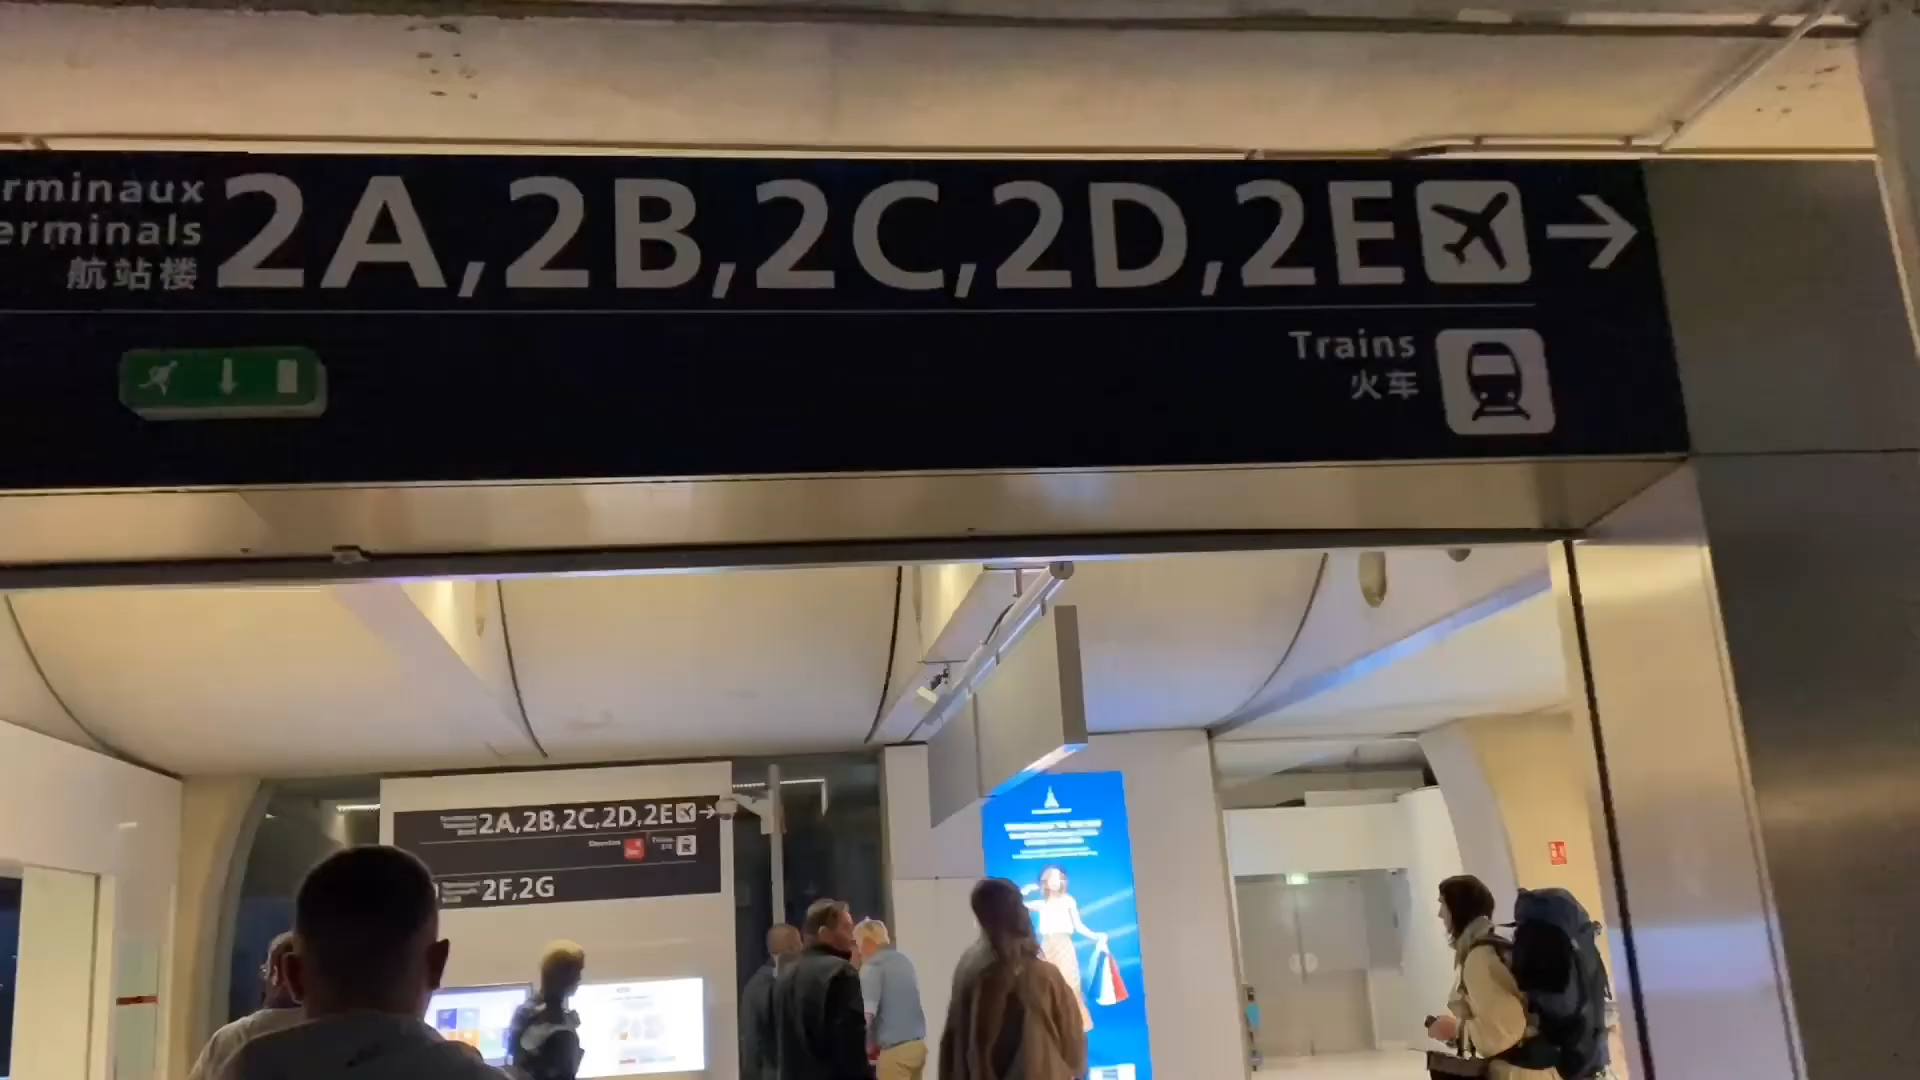 rminaux
erminals
航站楼
2A,2B,2C,2D,2E
Trains
火车
2A,2B,2C,2D,2E
Trains
2F,2G